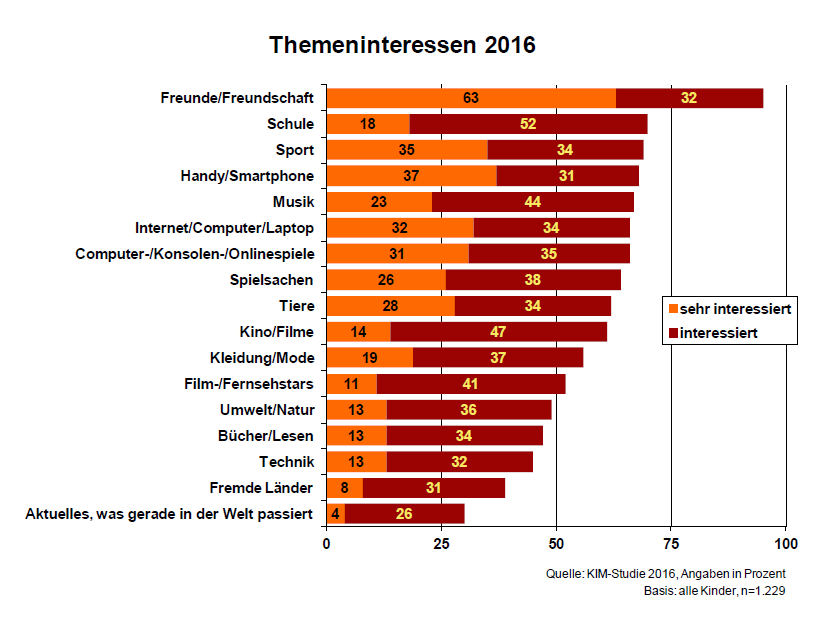 Themeninteressen 2016
Freunde/Freundschaft 63 32
Schule 18 52
Sport 35 34
Handy/Smartphone 37 31
Musik 23 44
Internet/Computer/Laptop 32 34
Computer-/Konsolen-/Onlinespiele 31 35
Spielsachen 26 38
Tiere 28 34
Kino/Filme 14 47
Kleidung/Mode 19 37
Film-/Fernsehstars 11 41
Umwelt/Natur 13 36
Bücher/Lesen 13 34
Technik 13 32
Fremde Länder 8 31
Aktuelles, was gerade in der Welt passiert 4 26
sehr interessiert
interessiert
0 25 50 75 100
Quelle: KIM-Studie 2016, Angaben in Prozent
Basis: alle Kinder, n=1.229